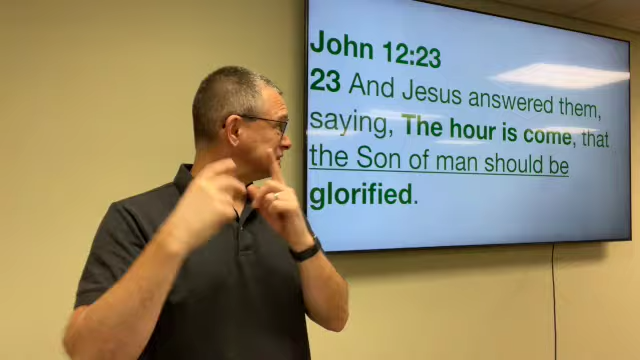 John 12:23
23 And Jesus answered them,
saying, The hour is come, that
the Son of man should be
glorified.